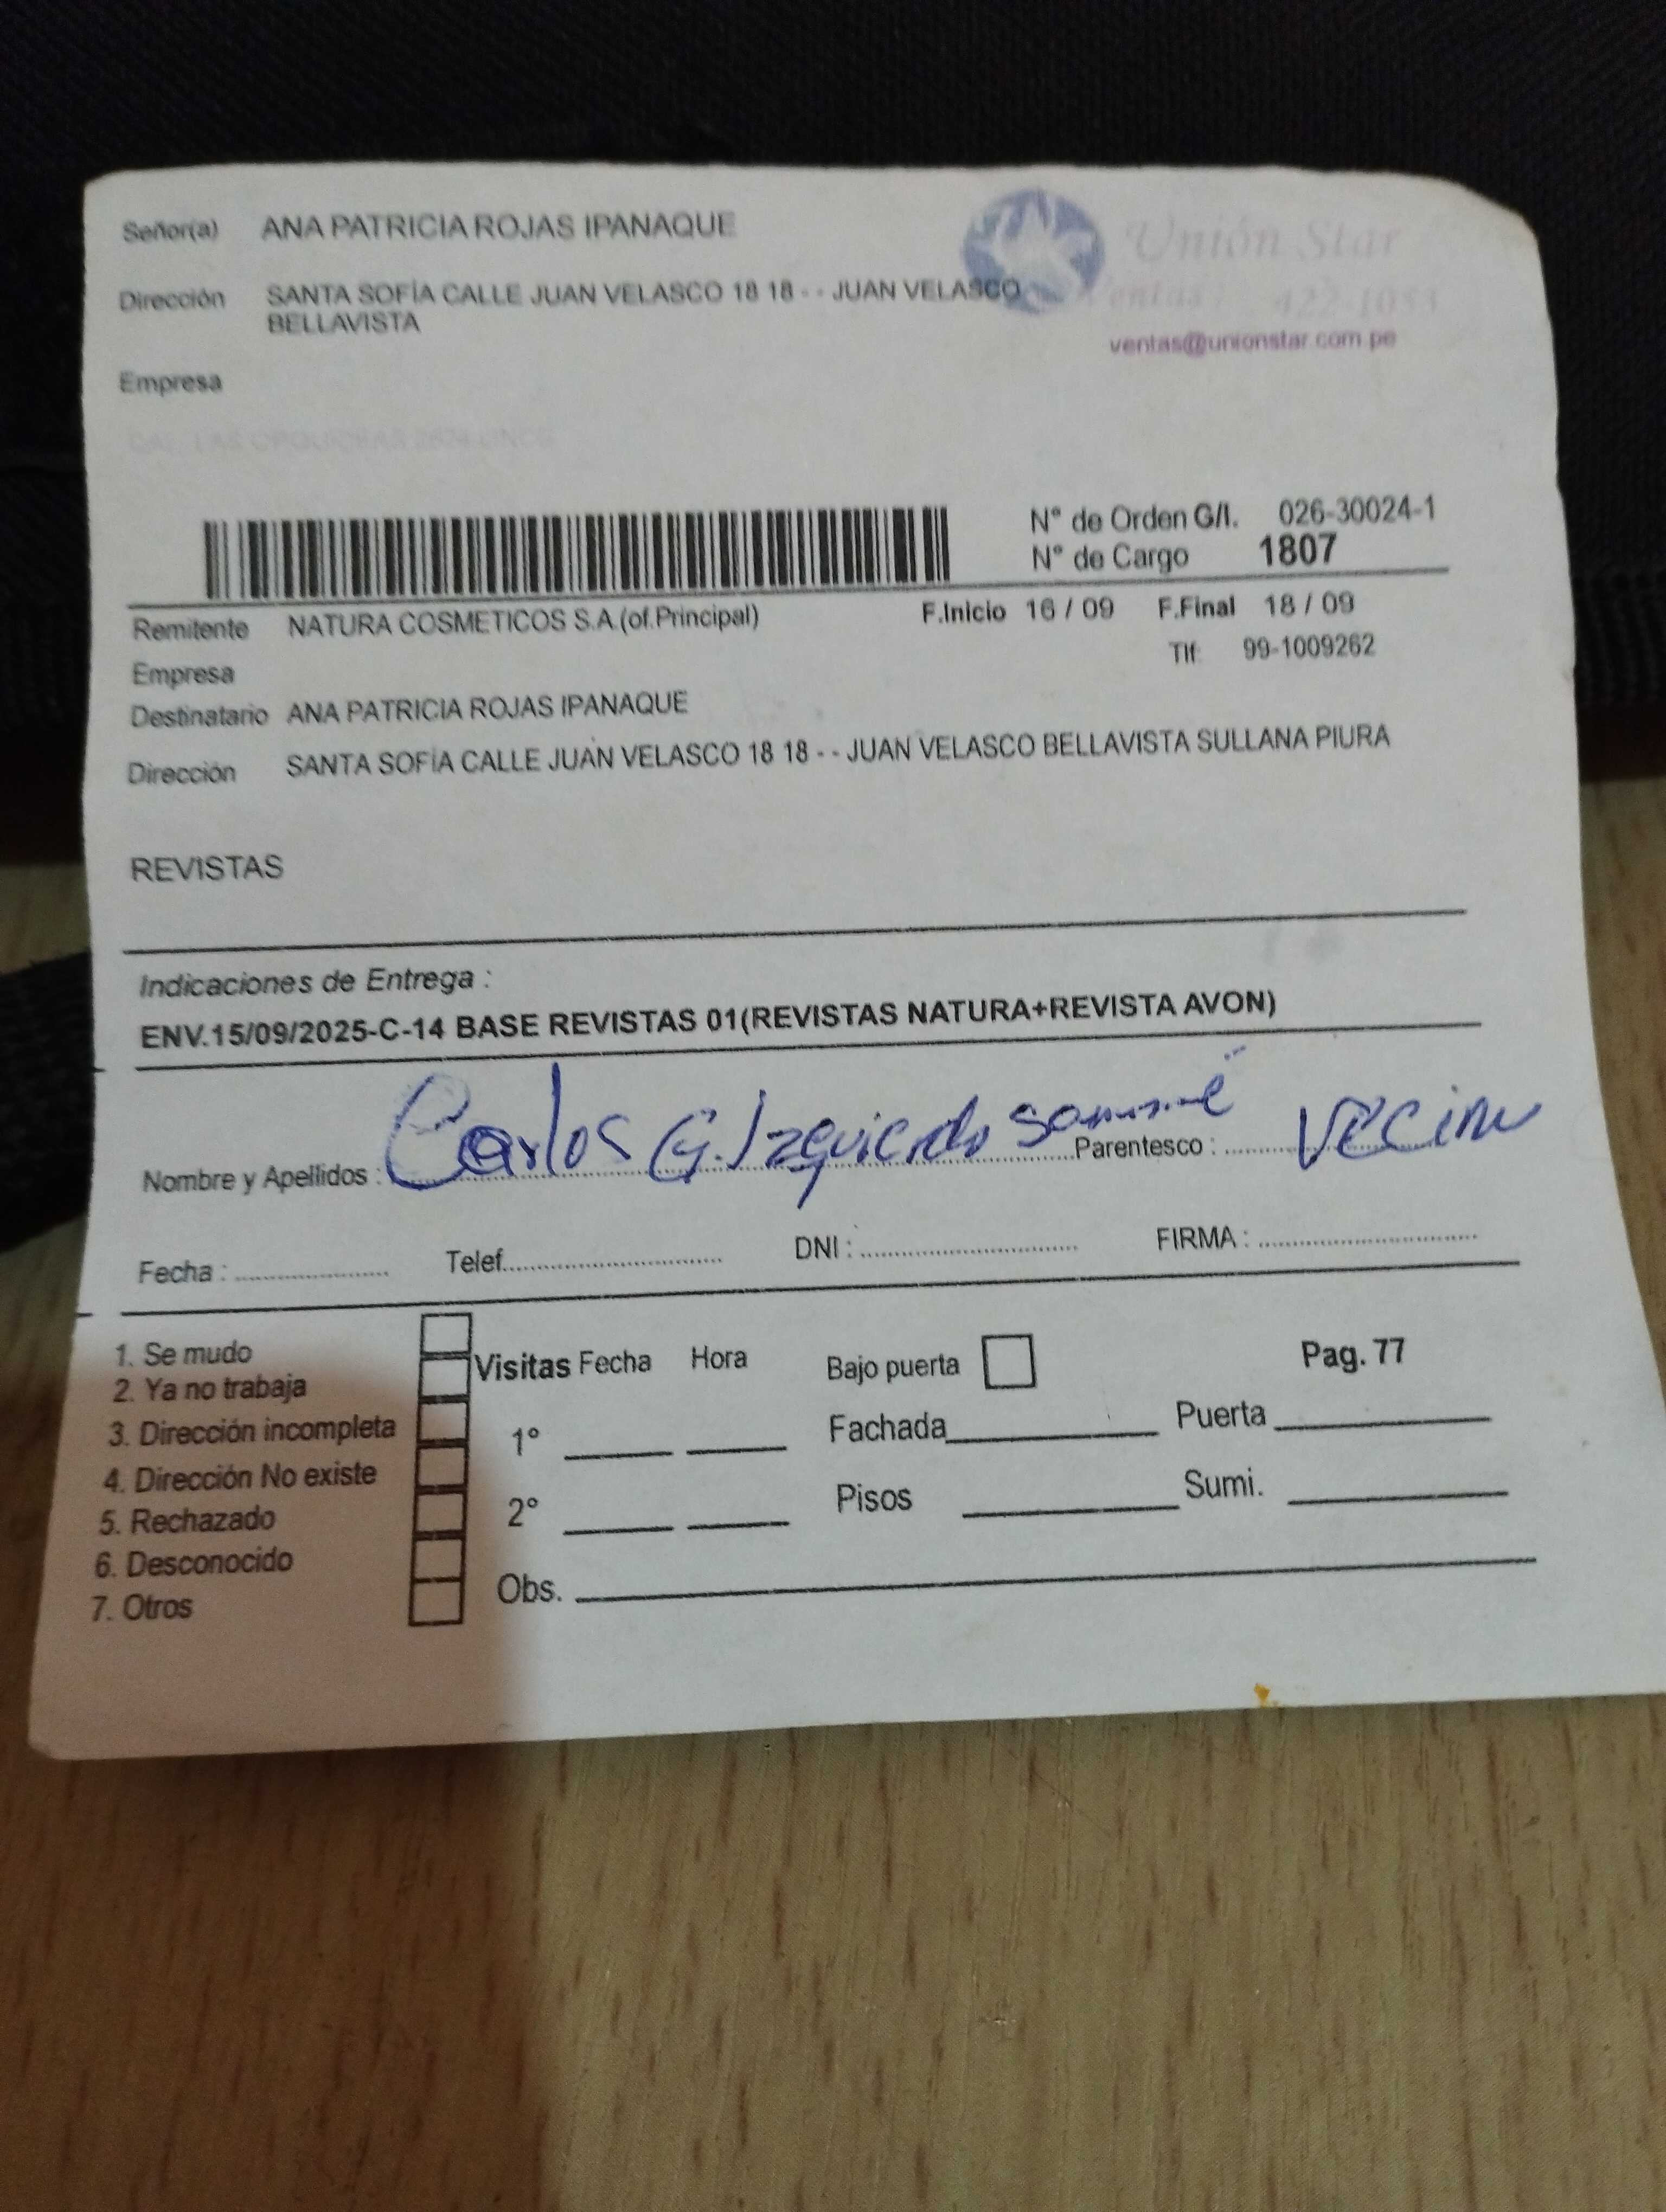 Señor(a) ANA PATRICIA ROJAS IPANAQUE
Unión Star
Dirección SANTA SOFÍA CALLE JUAN VELASCO 18 18 - - JUAN VELASCO
BELLAVISTA
Ventas: 422-1033
ventas@unionstar.com.pe
Empresa
N° de Orden G/I. 026-30024-1
N° de Cargo 1807
Remitente NATURA COSMETICOS S.A.(of.Principal) F.Inicio 16 / 09 F.Final 18 / 09
Empresa Tlf 99-1009262
Destinatario ANA PATRICIA ROJAS IPANAQUE
Dirección SANTA SOFÍA CALLE JUAN VELASCO 18 18 - - JUAN VELASCO BELLAVISTA SULLANA PIURA
REVISTAS
Indicaciones de Entrega :
ENV.15/09/2025-C-14 BASE REVISTAS 01(REVISTAS NATURA+REVISTA AVON)
Nombre y Apellidos : Carlos G. Izquierdo Parentesco : Vecino
Fecha : Telef. DNI : FIRMA :
1. Se mudo
2. Ya no trabaja
3. Dirección incompleta
4. Dirección No existe
5. Rechazado
6. Desconocido
7. Otros
Visitas Fecha Hora
1°
2°
Bajo puerta Pag. 77
Fachada Puerta
Pisos Sumi.
Obs.